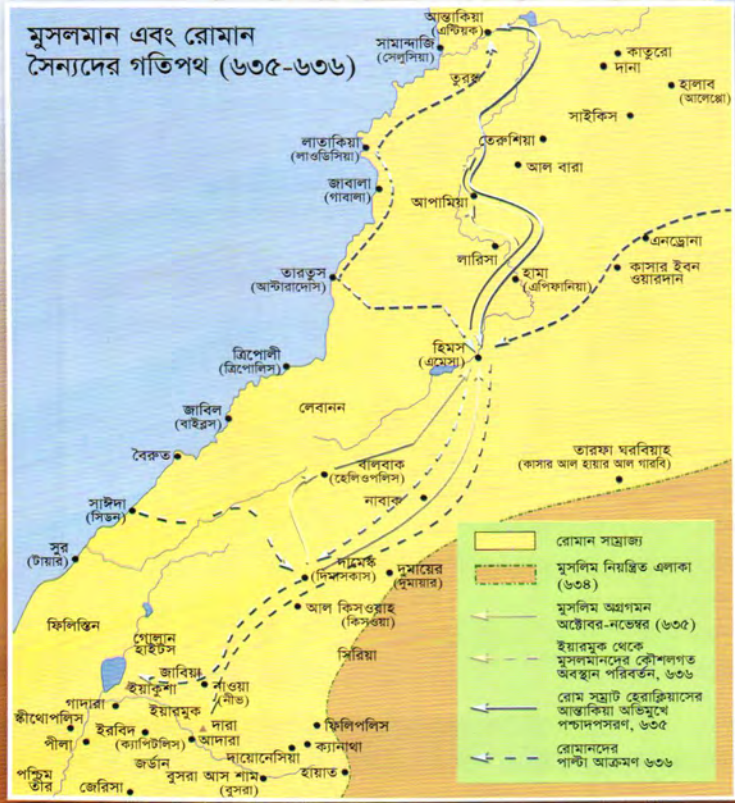 মুসলমান এবং রোমান
সৈন্যদের গতিপথ (৬৩৫-৬৩৬)
আন্তাকিয়া
(এন্টিয়ক)
সামান্দাজি
(সেলুসিয়া)
কাতুরো
দানা
তুরস্ক
হালাব
(আলেপ্পো)
সাইকিস
লাতাকিয়া
(লাওডিসিয়া)
তেরুশিয়া
আল বারা
জাবালা
(গাবালা)
আপামিয়া
এনড্রোনা
লারিসা
তারতুস
(আন্টারাদোস)
হামা
(এপিফানিয়া)
কাসার ইবন
ওয়ারদান
হিমস
(এমেসা)
ত্রিপোলী
(ত্রিপোলিস)
লেবানন
জাবিল
(বাইব্লস)
বৈরুত
বালবাক
(হেলিওপলিস)
তারফা ঘরবিয়াহ
(কাসার আল হায়ার আল গারবি)
নাবাক
সাঈদা
(সিডন)
সুর
(টায়ার)
দামেস্ক
(দিমাসকাস)
দুমায়ের
(দুমায়ার)
আল কিসওয়াহ
(কিসওয়া)
ফিলিস্তিন
গোলান
হাইটস
সিরিয়া
জাবিয়া
ইয়াকুশা
নাওয়া
(নীভ)
গাদারা
ইয়ারমুক
স্কীথোপলিস
ইরবিদ
(ক্যাপিটলিস)
দারা
আদারা
ফিলিপলিস
পীলা
ক্যানাথা
দায়োনেসিয়া
জর্ডান
পশ্চিম
তীর
জেরিসা
বুসরা আস শাম
(বুসরা)
হায়াত
রোমান সাম্রাজ্য
মুসলিম নিয়ন্ত্রিত এলাকা
(৬৩৪)
মুসলিম অগ্রগমন
অক্টোবর-নভেম্বর (৬৩৫)
ইয়ারমুক থেকে
মুসলমানদের কৌশলগত
অবস্থান পরিবর্তন, ৬৩৬
রোম সম্রাট হেরাক্লিয়াসের
আন্তাকিয়া অভিমুখে
পশ্চাদপসরণ, ৬৩৫
রোমানদের
পাল্টা আক্রমণ ৬৩৬